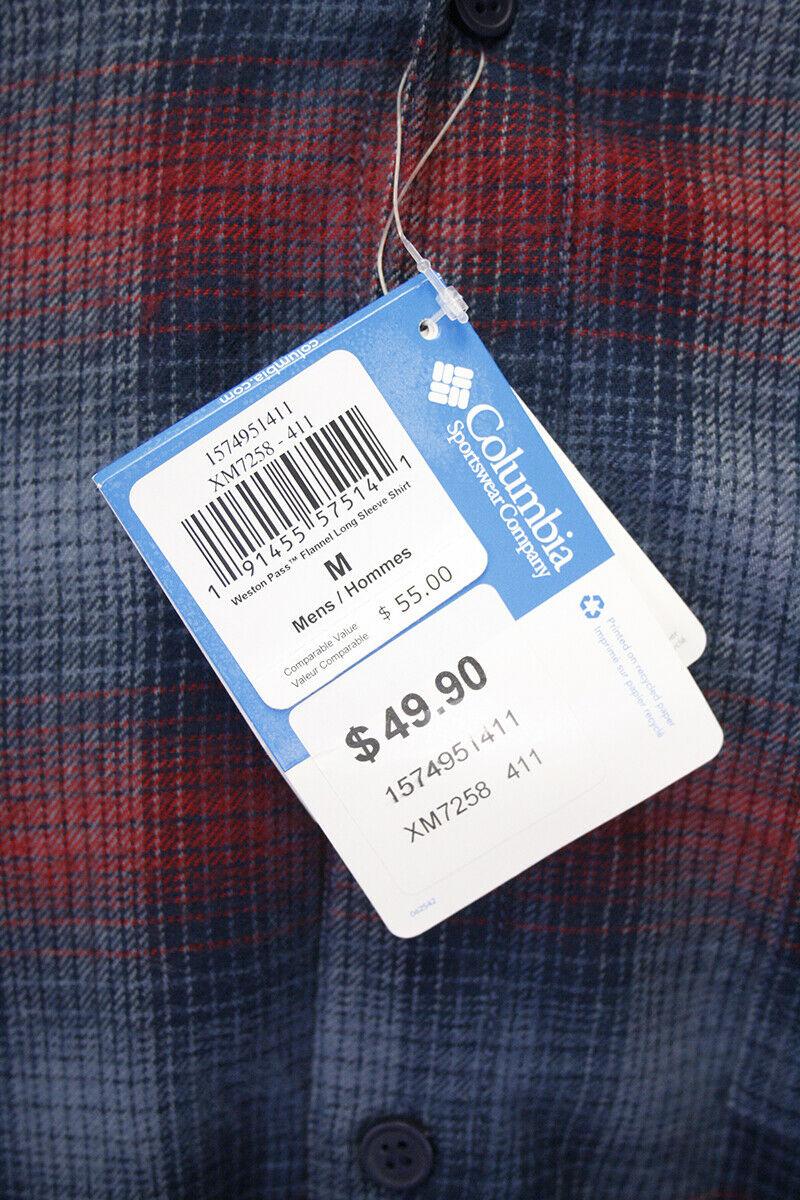 columbia.com
1574951411
XM7258 - 411
1 91455 57514 1
Weston Pass™ Flannel Long Sleeve Shirt
M
Mens / Hommes
Comparable Value
Valeur Comparable
$ 55.00
Columbia
Sportswear Company
$49.90
1574951411
XM7258 411
Printed on recycled paper
imprimé sur papier recyclé
062542